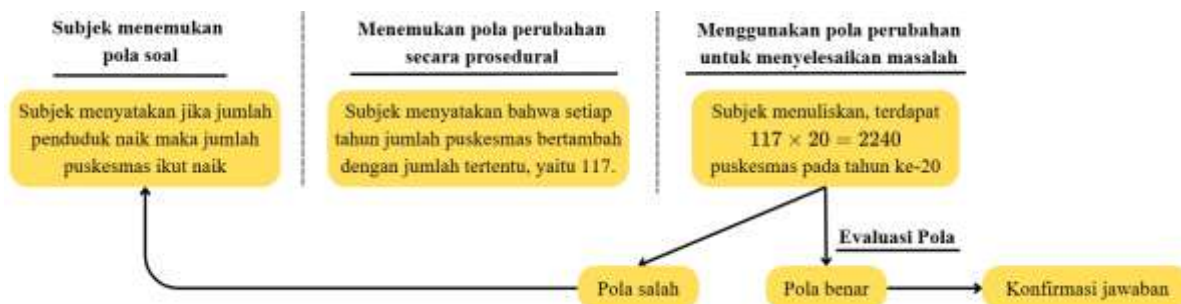 Subjek menemukan
pola soal
Menemukan pola perubahan
secara prosedural
Menggunakan pola perubahan
untuk menyelesaikan masalah
Subjek menyatakan jika jumlah
penduduk naik maka jumlah
puskesmas ikut naik
Subjek menyatakan bahwa setiap
tahun jumlah puskesmas bertambah
dengan jumlah tertentu, yaitu 117.
Subjek menuliskan, terdapat
117 × 20 = 2240
puskesmas pada tahun ke-20
Evaluasi Pola
Pola salah
Pola benar
Konfirmasi jawaban